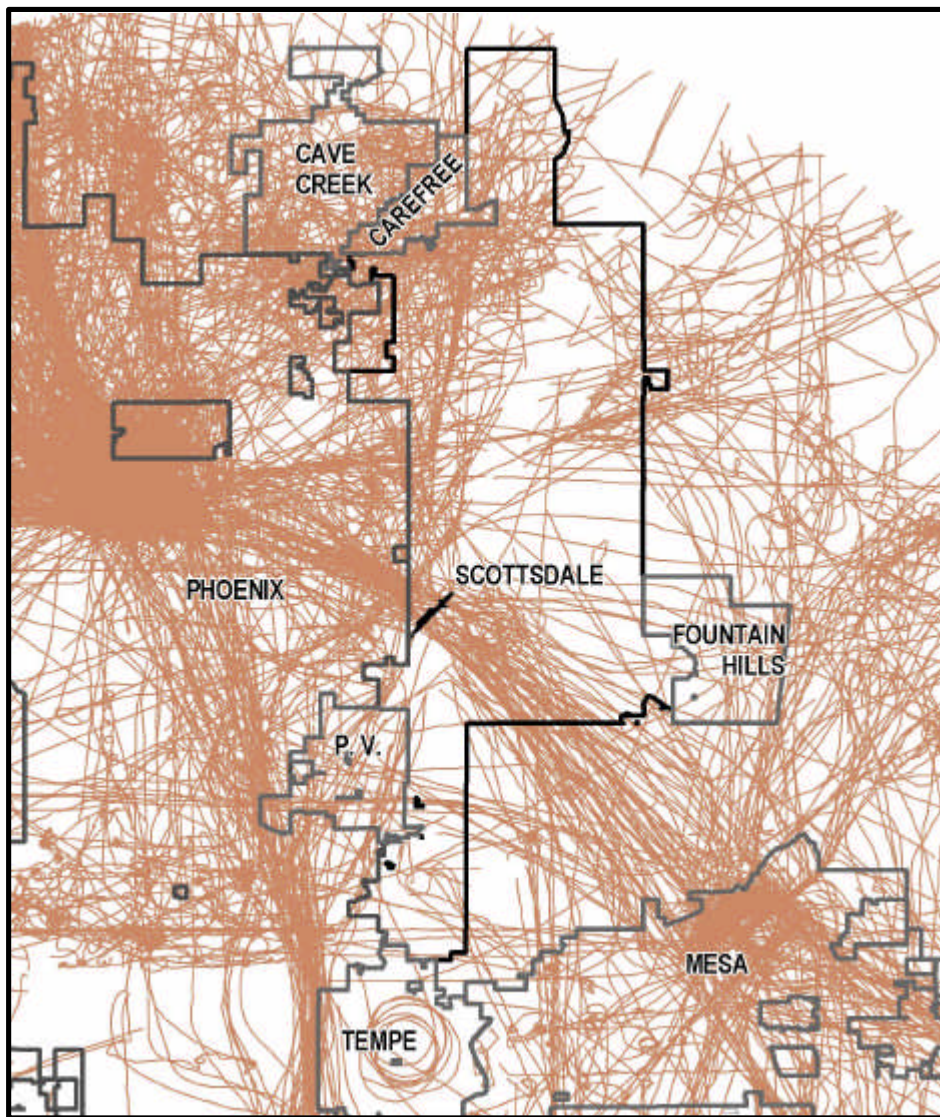 CAVE
CREEK
CAREFREE
PHOENIX
SCOTTSDALE
FOUNTAIN
HILLS
P. V.
MESA
TEMPE